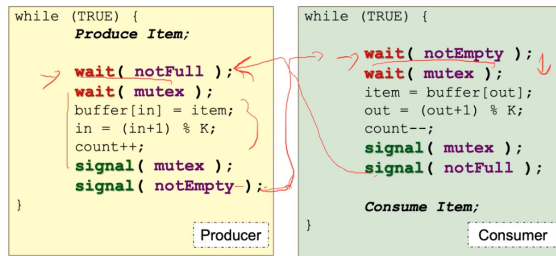 while (TRUE) {
Produce Item;
wait( notFull );
wait( mutex );
buffer[in] = item;
in = (in+1) % K;
count++;
signal( mutex );
signal( notEmpty );
}
Producer
while (TRUE) {
wait( notEmpty );
wait( mutex );
item = buffer[out];
out = (out+1) % K;
count--;
signal( mutex );
signal( notFull );
Consume Item;
}
Consumer